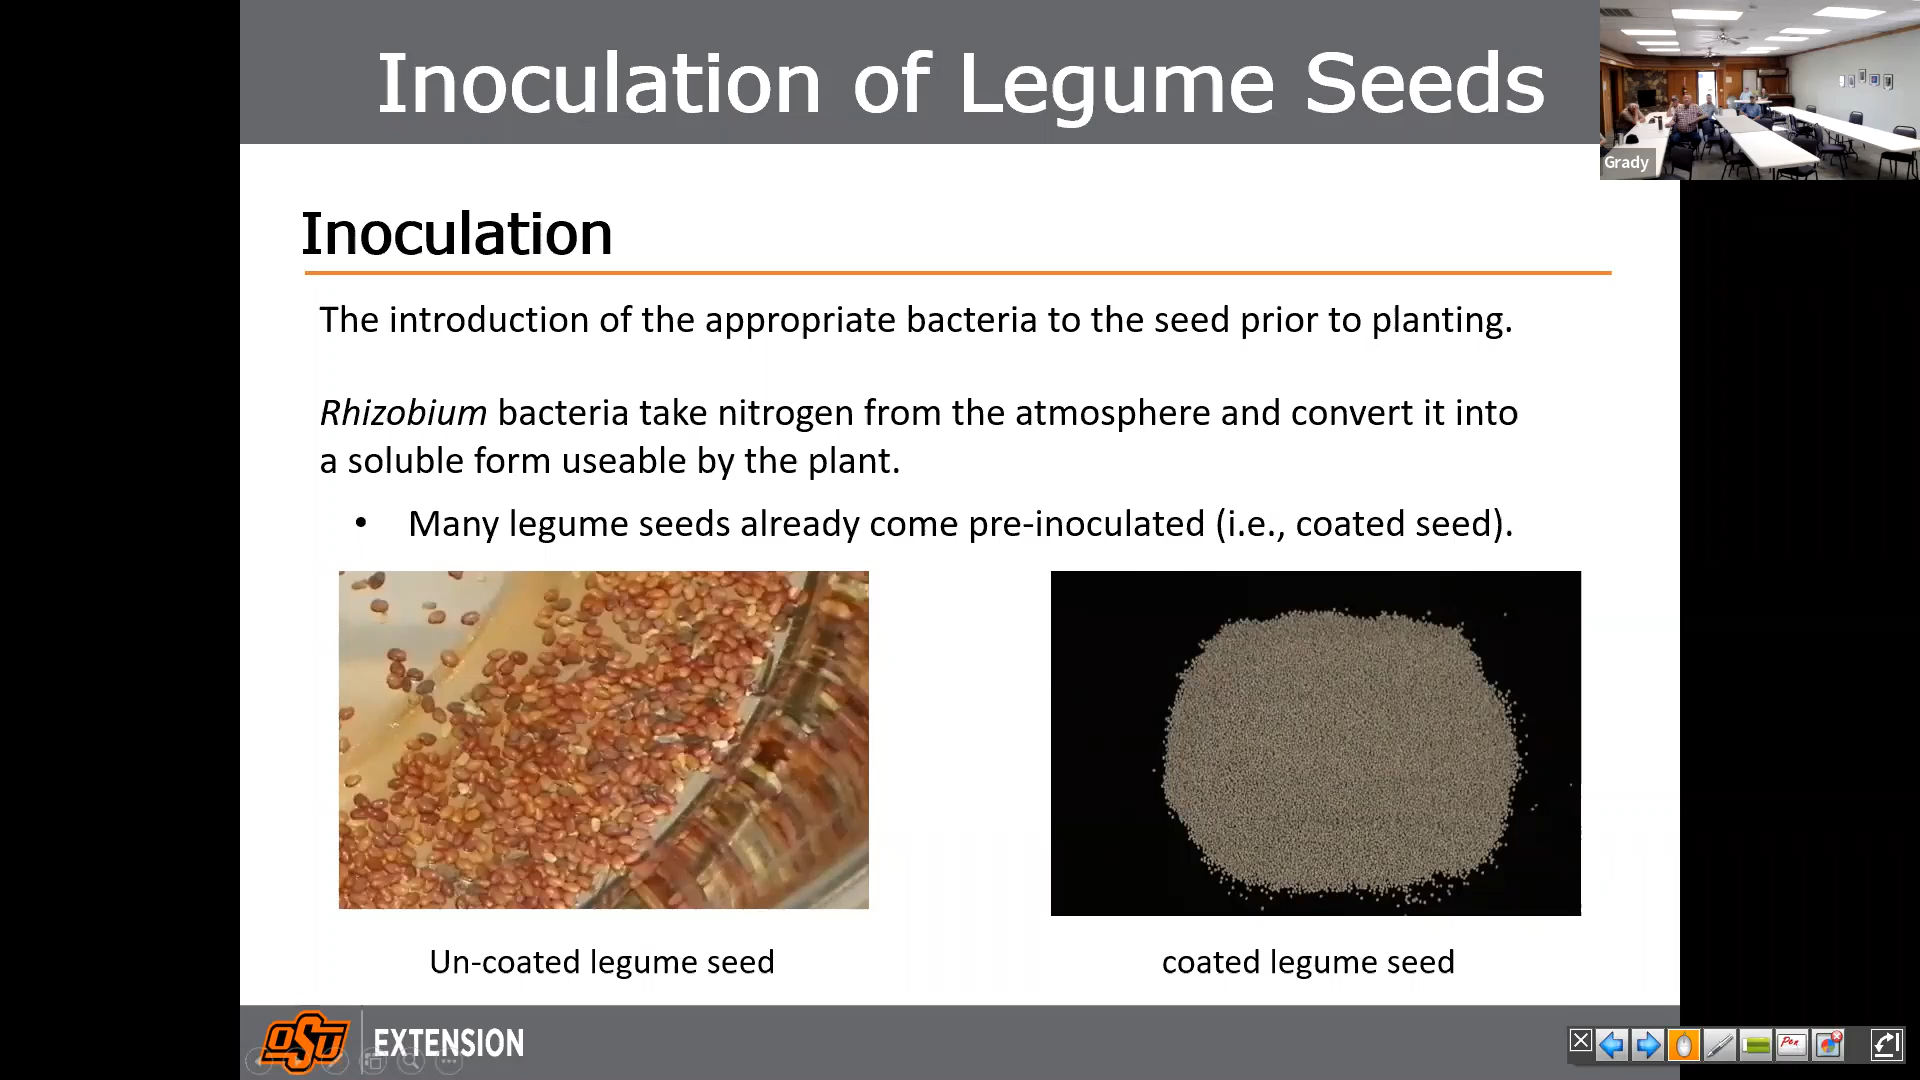 Inoculation of Legume Seeds
Grady
Inoculation
The introduction of the appropriate bacteria to the seed prior to planting.
Rhizobium bacteria take nitrogen from the atmosphere and convert it into
a soluble form useable by the plant.
• Many legume seeds already come pre-inoculated (i.e., coated seed).
Un-coated legume seed
coated legume seed
OSU EXTENSION
Pen